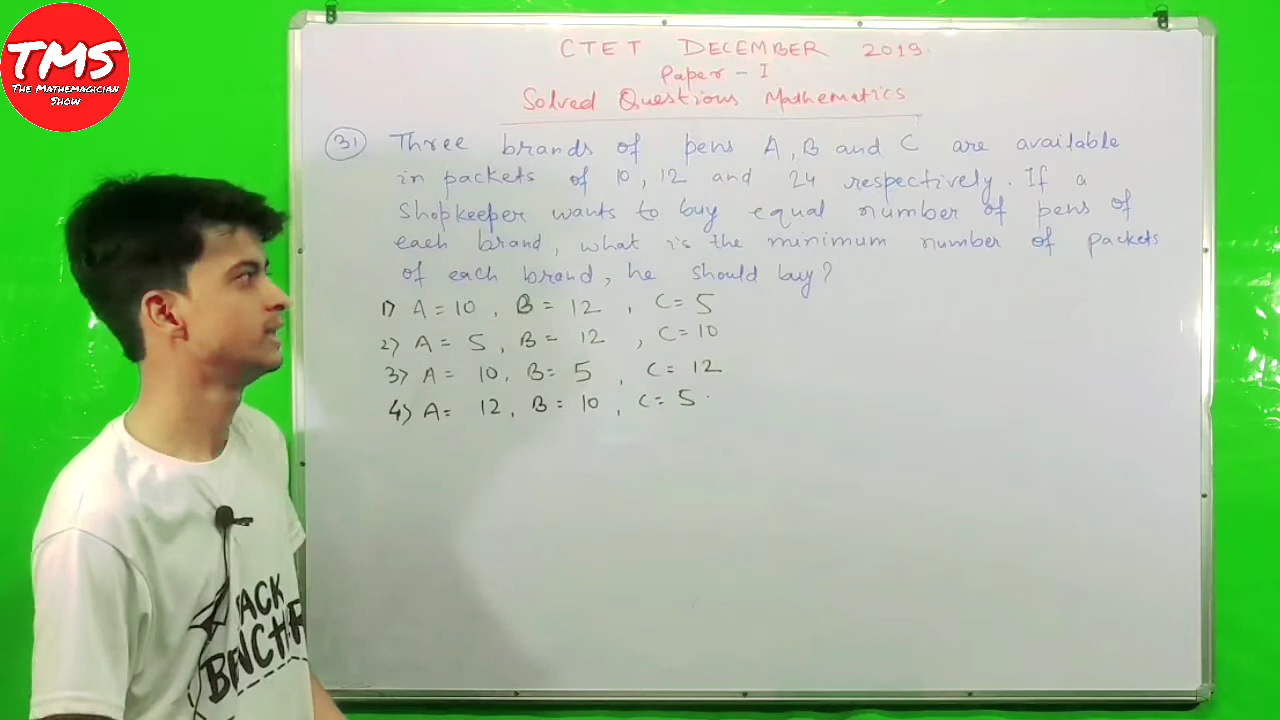 TMS
The Mathemagician
Show
CTET DECEMBER 2019
Paper - I
Solved Questions Mathematics
31 Three brands of pens A, B and C are available
in packets of 10, 12 and 24 respectively. If a
Shopkeeper wants to buy equal number of pens of
each brand, what is the minimum number of packets
of each brand, he should buy?
1) A = 10, B = 12, C = 5
2) A = 5, B = 12, C = 10
3) A = 10, B = 5, C = 12
4) A = 12, B = 10, C = 5.
BACK
BENCHER